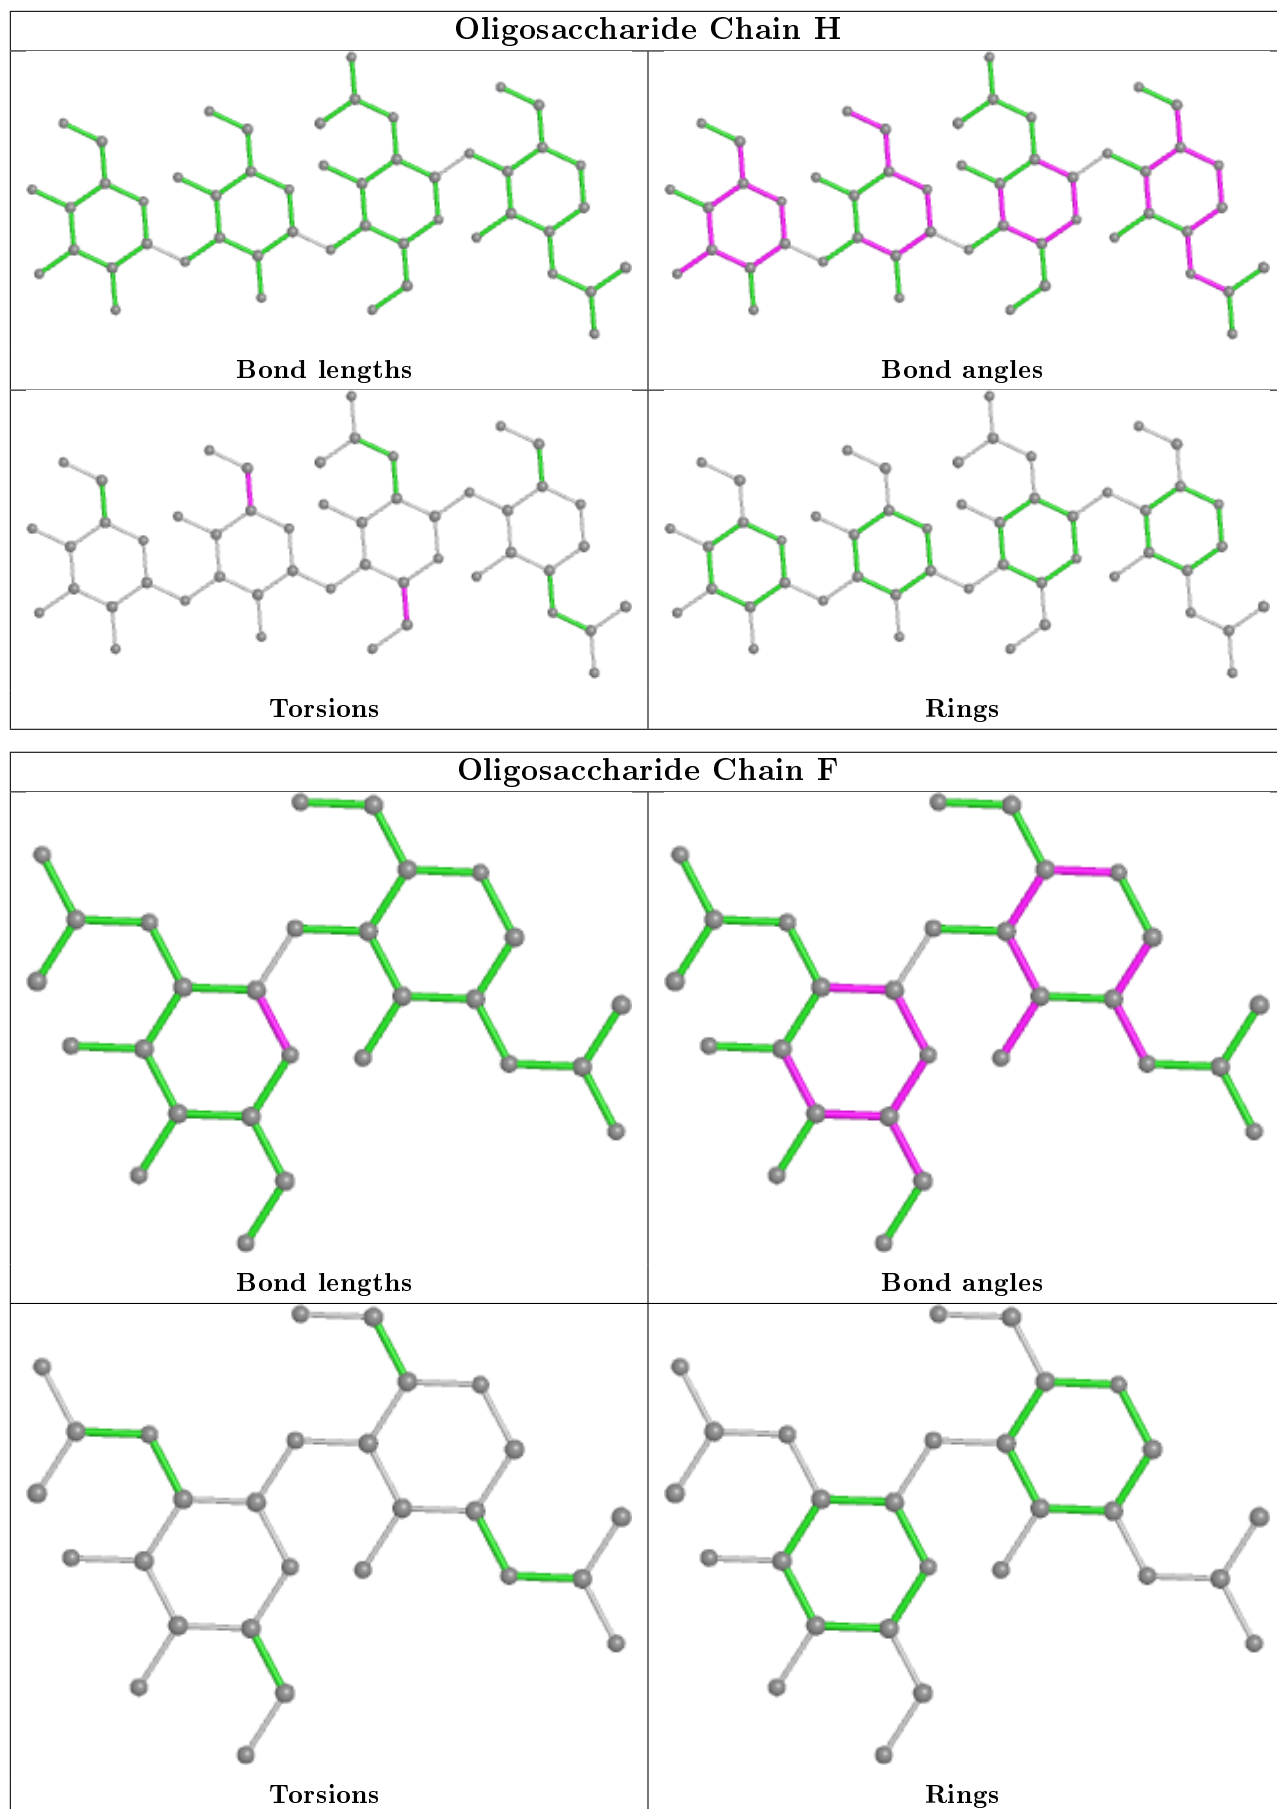 Oligosaccharide Chain H
Bond lengths
Bond angles
Torsions
Rings
Oligosaccharide Chain F
Bond lengths
Bond angles
Torsions
Rings